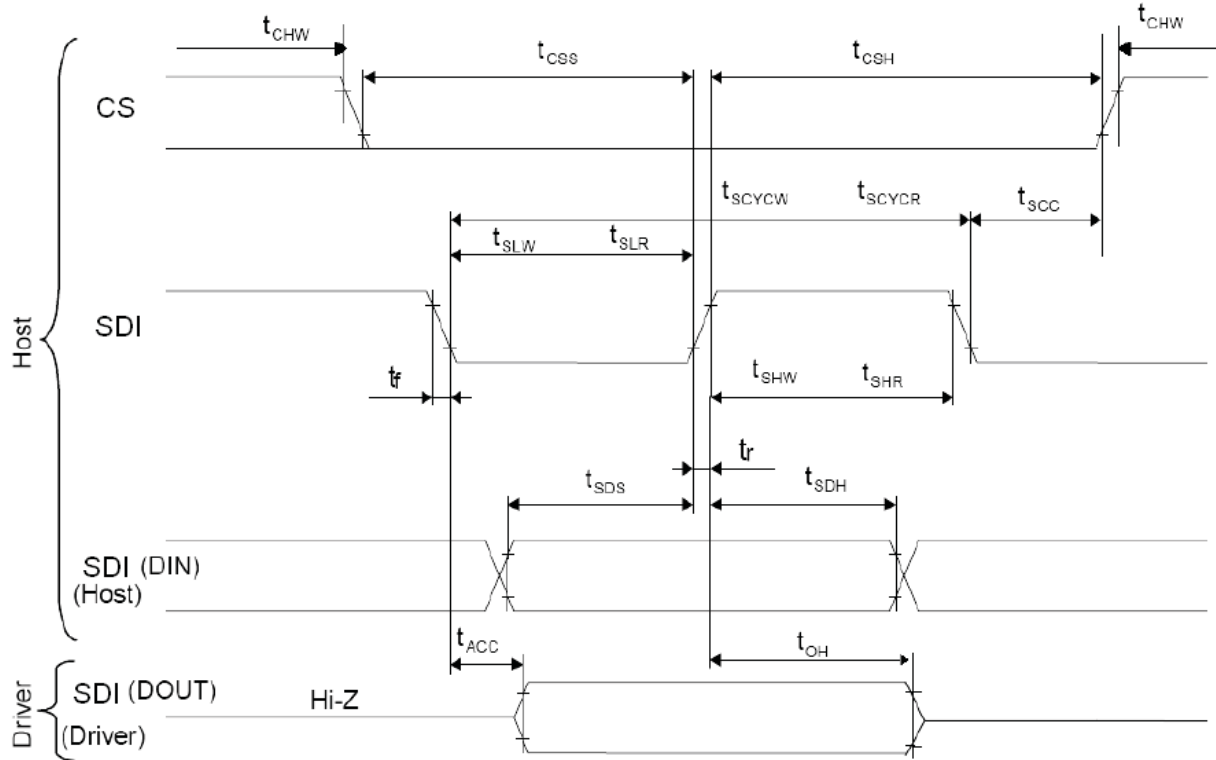 tCHW
tCSS
tCSH
tCHW
CS
tSCYCW
tSCYCR
tSCC
tSLW
tSLR
SDI
Host
tf
tSHW
tSHR
tr
tSDS
tSDH
SDI (DIN)
(Host)
tACC
tOH
Driver
SDI (DOUT)
Hi-Z
(Driver)